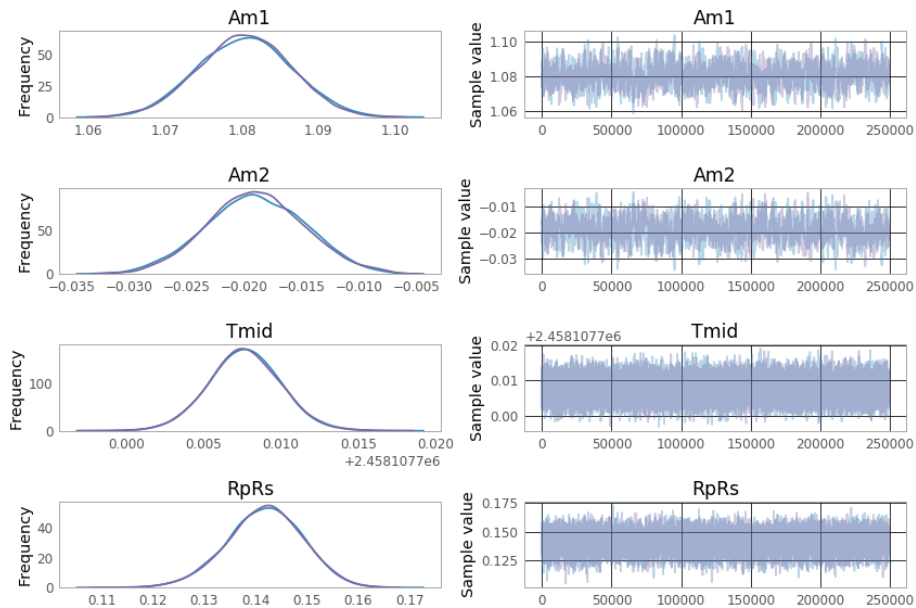 Am1
Frequency
50
25
0
1.06 1.07 1.08 1.09 1.10
Am1
Sample value
1.10
1.08
1.06
0 50000 100000 150000 200000 250000
Am2
Frequency
50
0
−0.035 −0.030 −0.025 −0.020 −0.015 −0.010 −0.005
Am2
Sample value
−0.01
−0.02
−0.03
0 50000 100000 150000 200000 250000
Tmid
Frequency
100
0
0.000 0.005 0.010 0.015 0.020
+2.4581077e6
Tmid
+2.4581077e6
Sample value
0.02
0.01
0.00
0 50000 100000 150000 200000 250000
RpRs
Frequency
40
20
0
0.11 0.12 0.13 0.14 0.15 0.16 0.17
RpRs
Sample value
0.175
0.150
0.125
0 50000 100000 150000 200000 250000